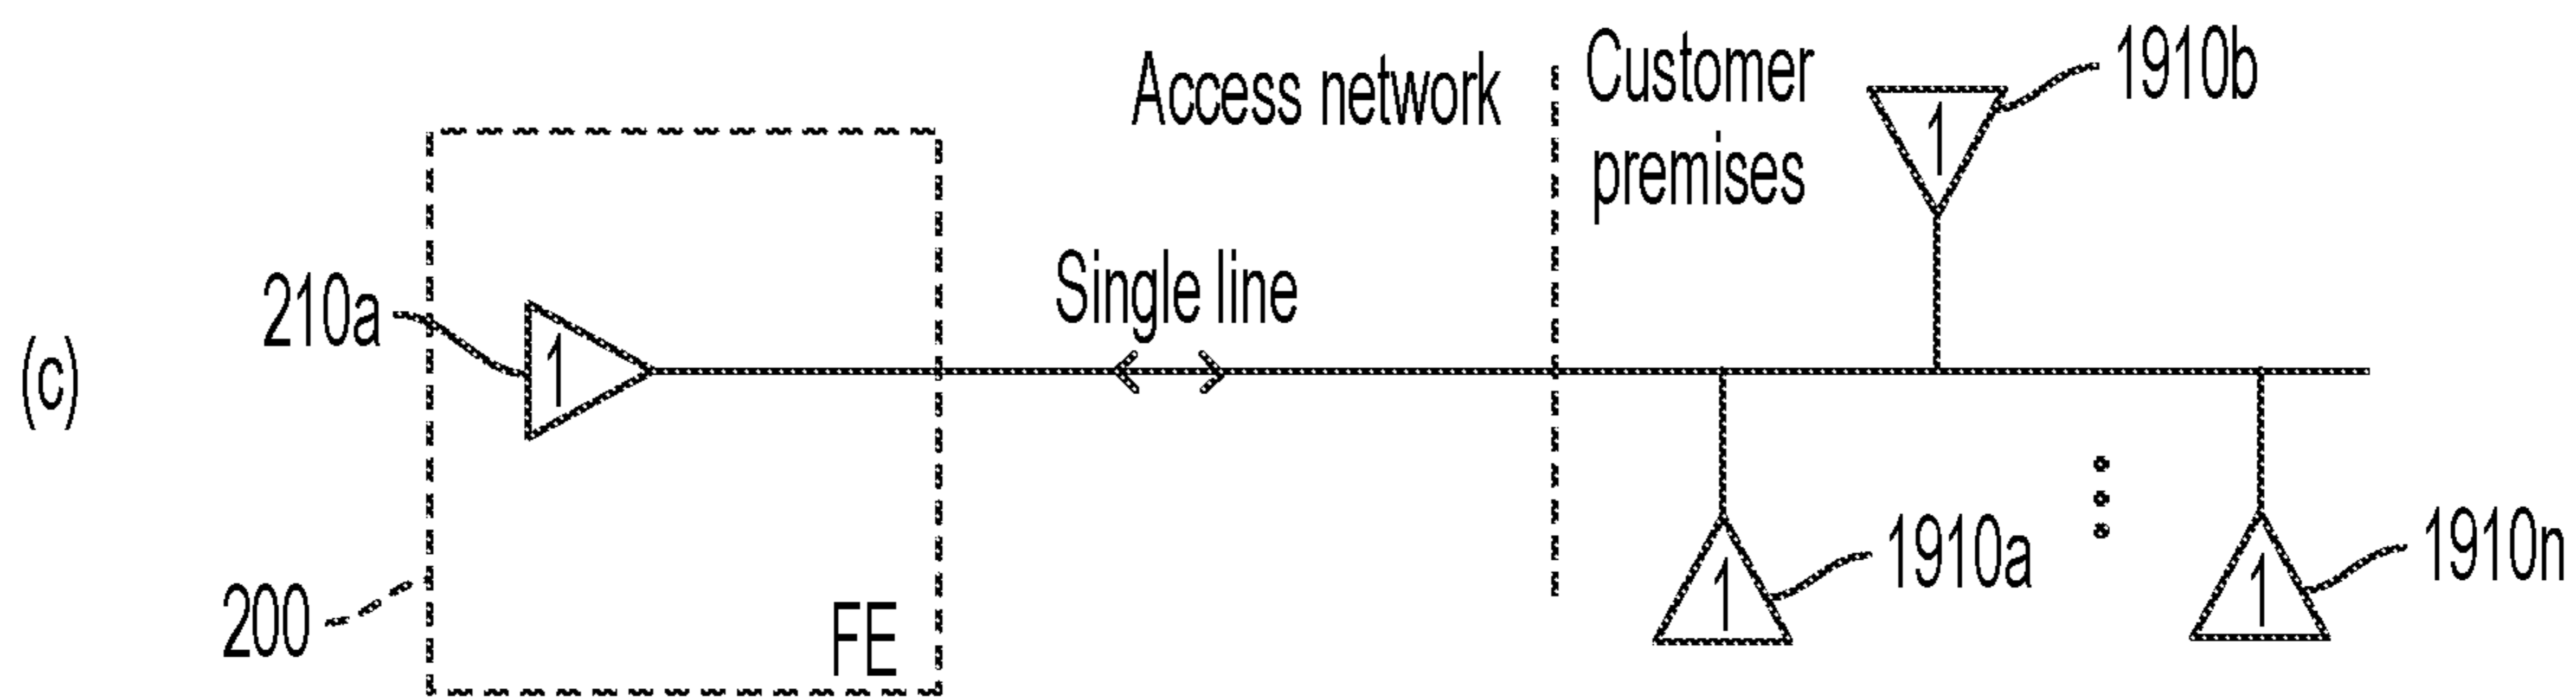 (c)
210a
1
200
FE
Single line
Access network
Customer
premises
1
1910b
1
1910a
1
1910n